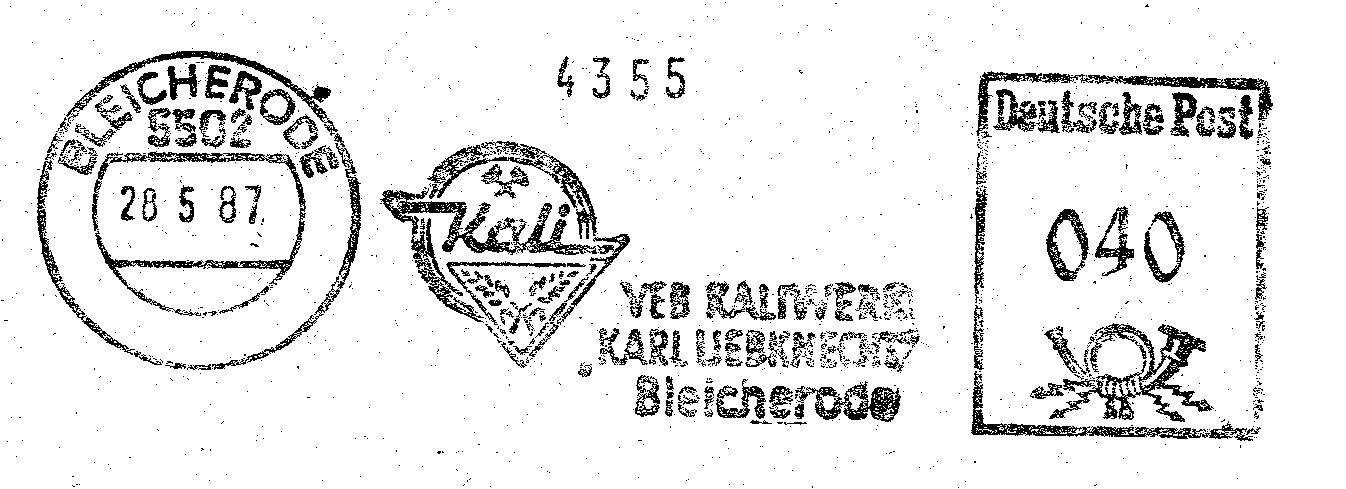 BLEICHERODE
5502
28 5 87
4355
Kali
VEB KALIWERK
KARL LIEBKNECHT
Bleicherode
Deutsche Post
040